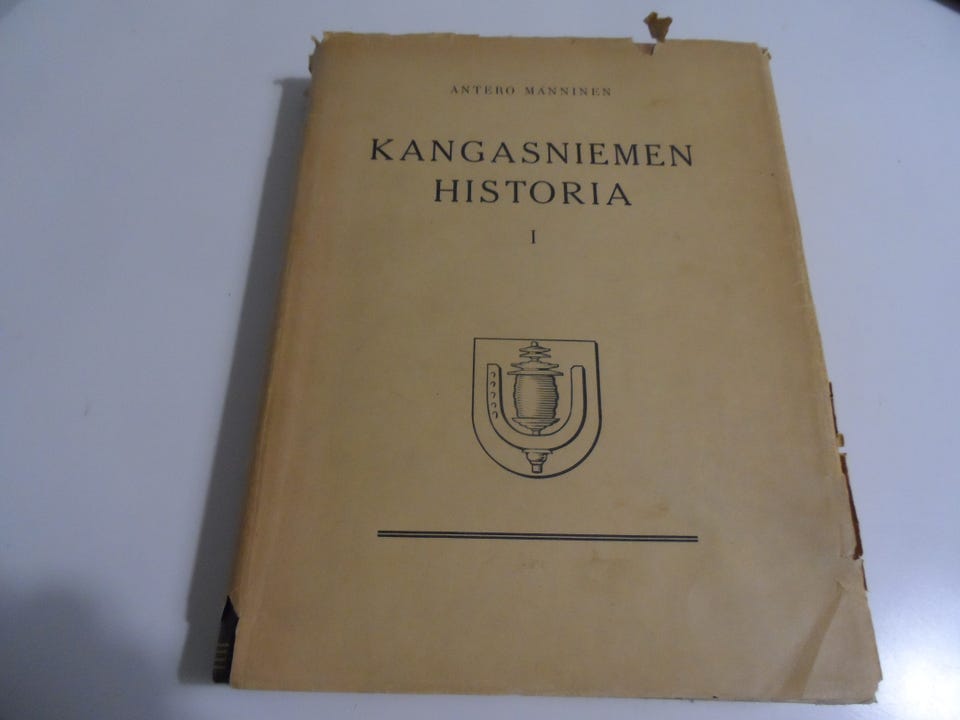 ANTERO MANNINEN
KANGASNIEMEN
HISTORIA
I